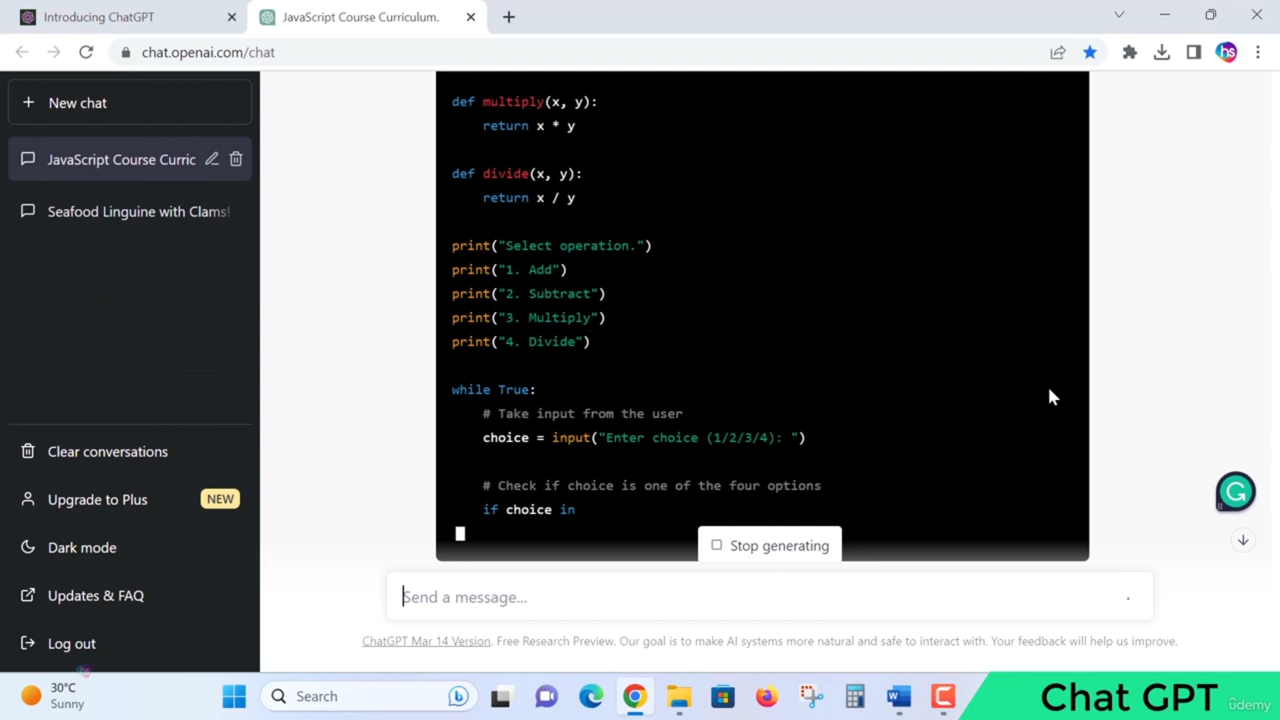 Introducing ChatGPT
JavaScript Course Curriculum.
chat.openai.com/chat
hs
New chat
JavaScript Course Curric
Seafood Linguine with Clams!
Clear conversations
Upgrade to Plus
NEW
Dark mode
Updates & FAQ
Log out
def multiply(x, y):
return x * y
def divide(x, y):
return x / y
print("Select operation.")
print("1. Add")
print("2. Subtract")
print("3. Multiply")
print("4. Divide")
while True:
# Take input from the user
choice = input("Enter choice (1/2/3/4): ")
# Check if choice is one of the four options
if choice in
Stop generating
Send a message...
ChatGPT Mar 14 Version. Free Research Preview. Our goal is to make AI systems more natural and safe to interact with. Your feedback will help us improve.
30°C
Sunny
Search
Chat GPT
ûdemy